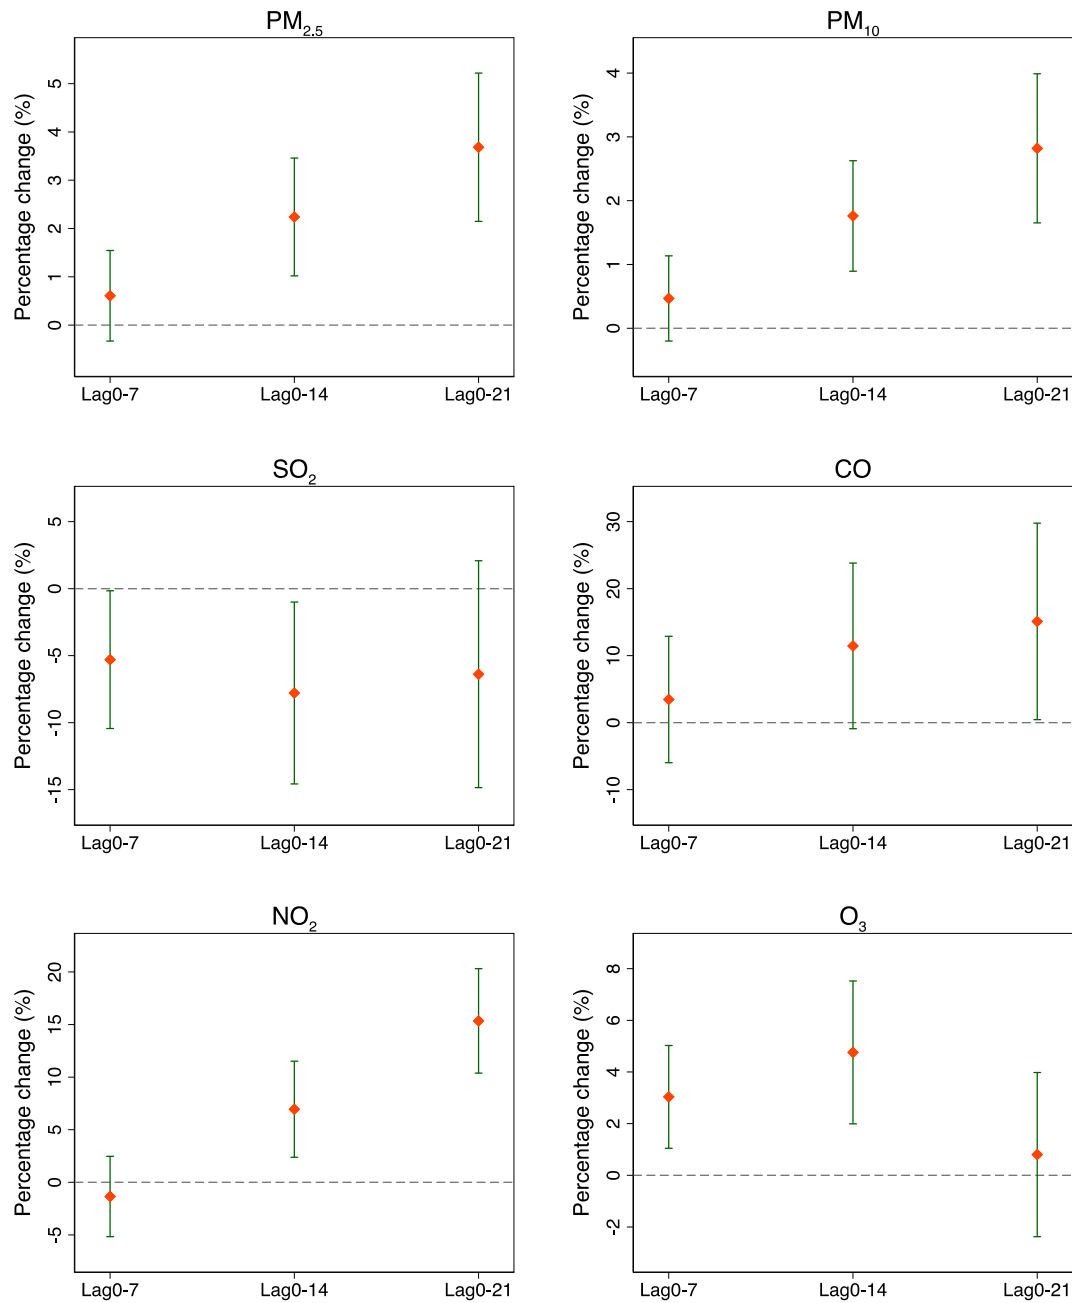 PM2.5
Percentage change (%)
5
4
3
2
1
0
Lag0-7 Lag0-14 Lag0-21
PM10
Percentage change (%)
4
3
2
1
0
Lag0-7 Lag0-14 Lag0-21
SO2
Percentage change (%)
5
0
-5
-10
-15
Lag0-7 Lag0-14 Lag0-21
CO
Percentage change (%)
30
20
10
0
-10
Lag0-7 Lag0-14 Lag0-21
NO2
Percentage change (%)
20
15
10
5
0
-5
Lag0-7 Lag0-14 Lag0-21
O3
Percentage change (%)
8
6
4
2
0
-2
Lag0-7 Lag0-14 Lag0-21